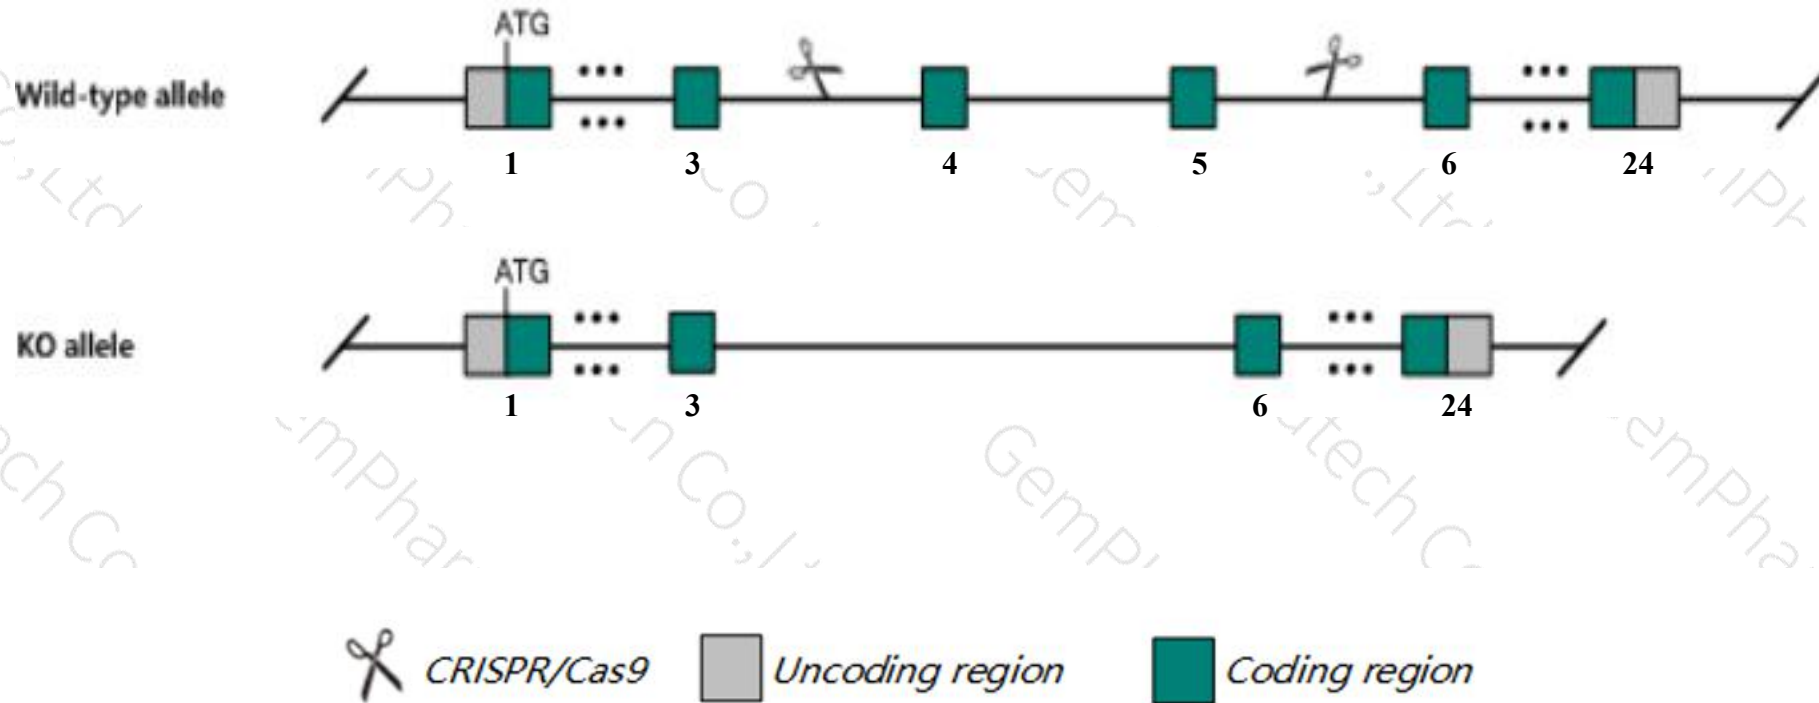 ATG
Wild-type allele
1 3 4 5 6 24
ATG
KO allele
1 3 6 24
CRISPR/Cas9 Uncoding region Coding region